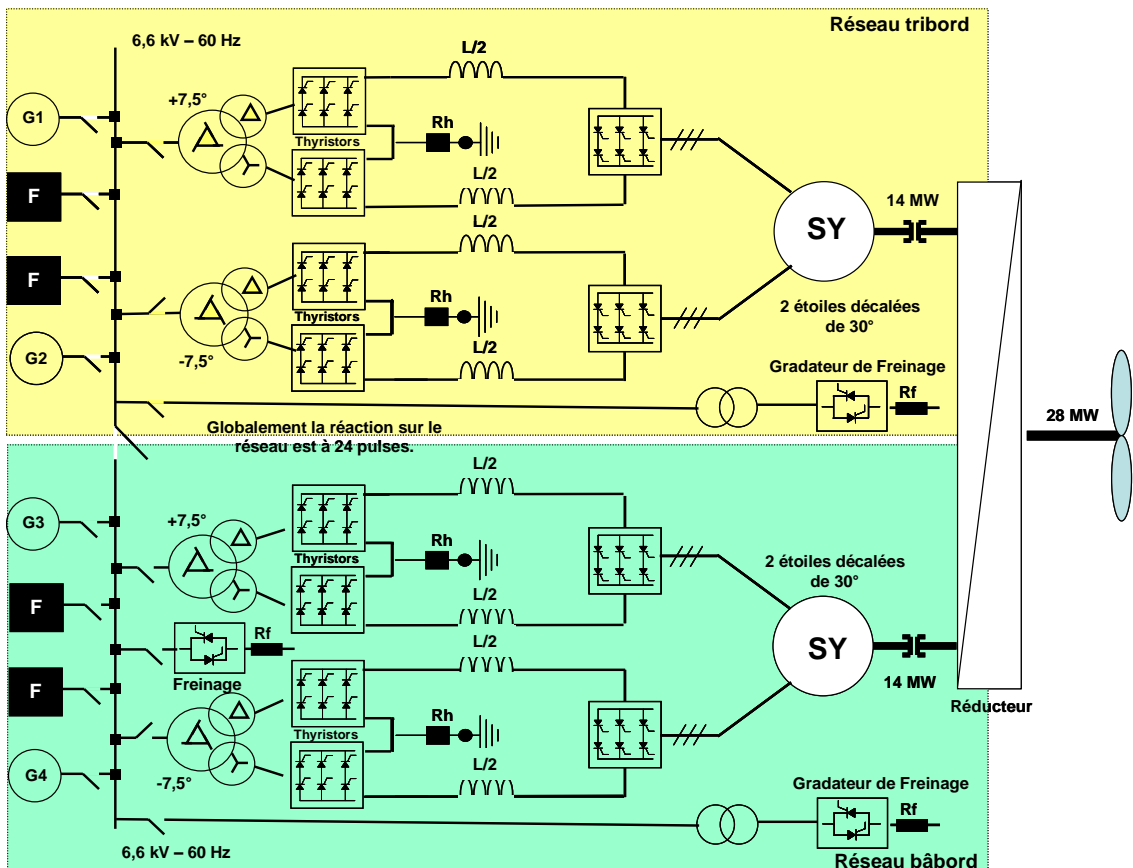 Réseau tribord
6,6 kV – 60 Hz
L/2
+7,5°
G1
Rh
Thyristors
14 MW
F
L/2
SY
L/2
F
Rh
Thyristors
2 étoiles décalées
de 30°
-7,5°
G2
L/2
Gradateur de Freinage
Rf
28 MW
Globalement la réaction sur le
réseau est à 24 pulses.
L/2
G3
+7,5°
Rh
Thyristors
2 étoiles décalées
de 30°
F
L/2
Rf
L/2
SY
Freinage
F
14 MW
Rh
Réducteur
Thyristors
G4
-7,5°
L/2
Gradateur de Freinage
Rf
6,6 kV – 60 Hz
Réseau bâbord